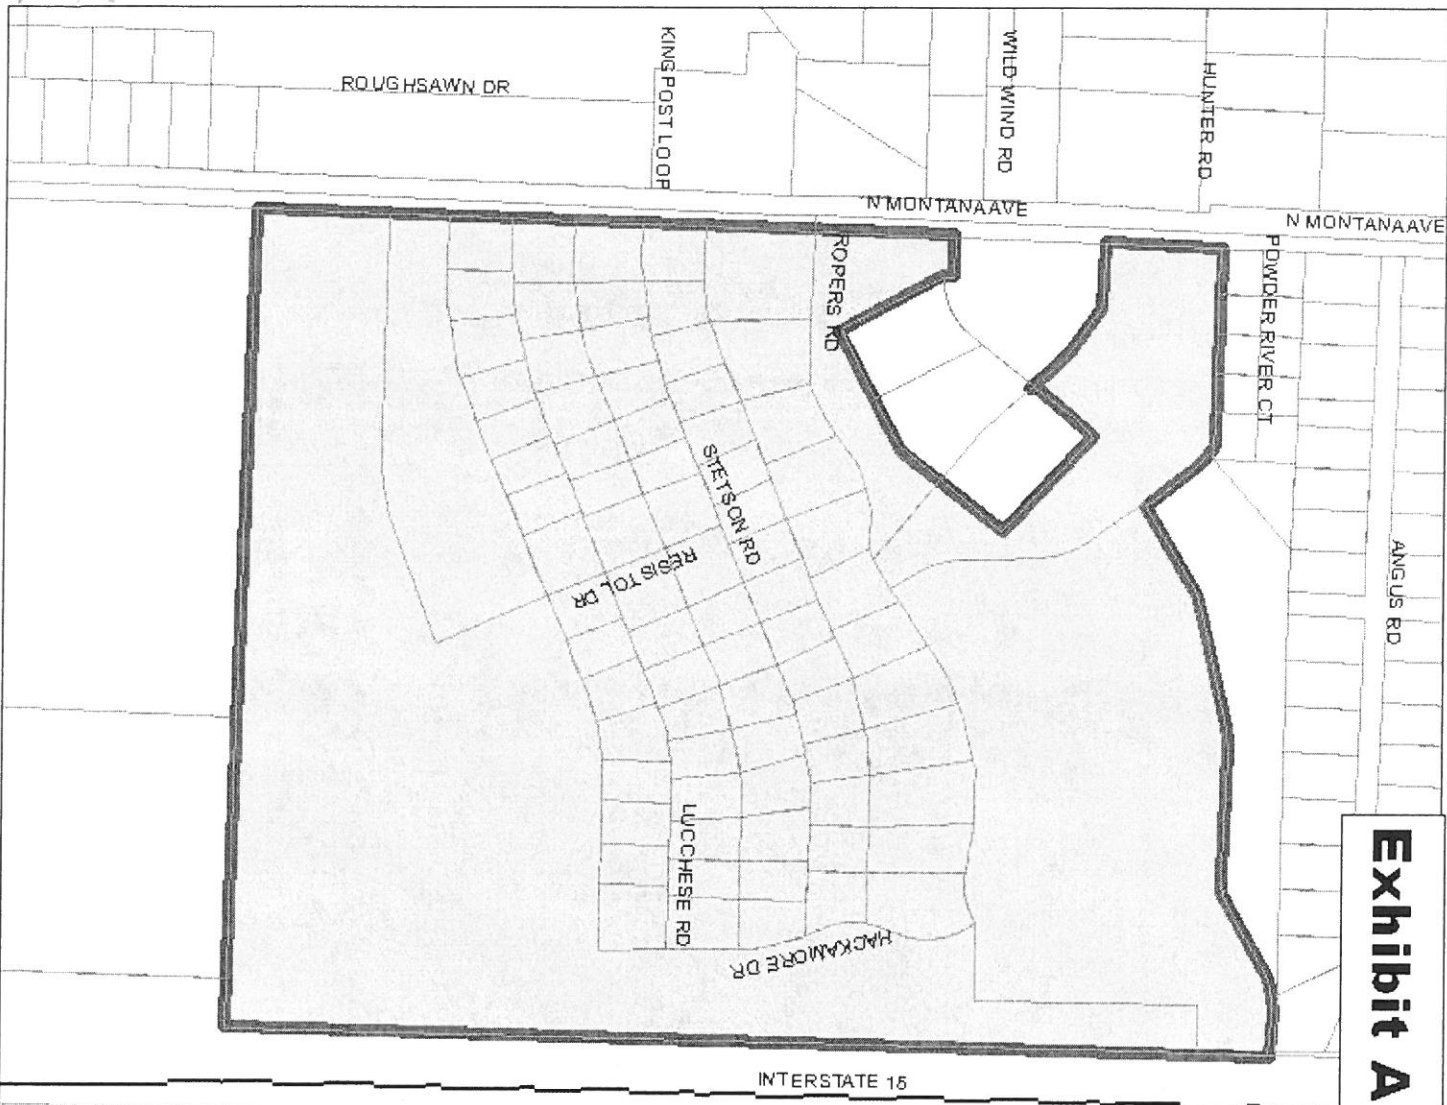 ROUGHSAWN DR
KING POST LOOP
WILD WIND RD
HUNTER RD
N MONTANA AVE
N MONTANA AVE
ROPERS RD
POWDER RIVER CT
STETSON RD
RESISTOL DR
ANGUS RD
LUCCHESE RD
HACKAMORE DR
Exhibit A
INTERSTATE 15